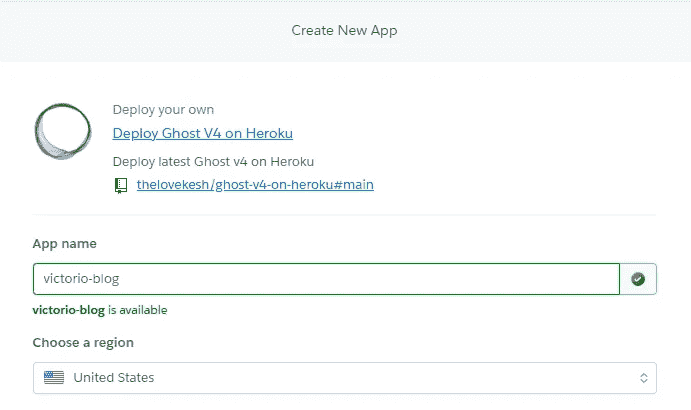 Create New App
Deploy your own
Deploy Ghost V4 on Heroku
Deploy latest Ghost v4 on Heroku
thelovekesh/ghost-v4-on-heroku#main
App name
victorio-blog
victorio-blog is available
Choose a region
United States